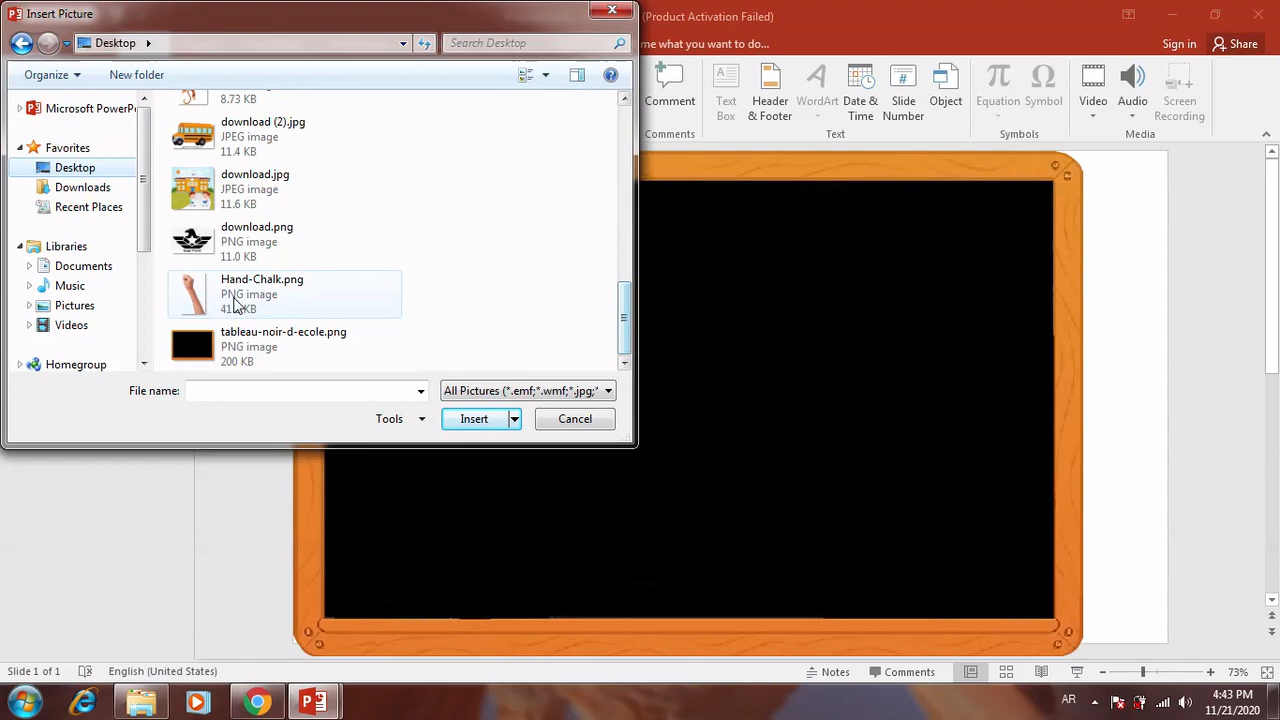 Insert Picture
(Product Activation Failed)
Desktop
Search Desktop
me what you want to do...
Sign in
Share
Organize
New folder
Comment
Text Box
Header & Footer
WordArt
Date & Time
Slide Number
Object
Equation
Symbol
Video
Audio
Screen Recording
Comments
Text
Symbols
Media
Microsoft PowerP
Favorites
Desktop
Downloads
Recent Places
Libraries
Documents
Music
Pictures
Videos
Homegroup
8.73 KB
download (2).jpg
JPEG image
11.4 KB
download.jpg
JPEG image
11.6 KB
download.png
PNG image
11.0 KB
Hand-Chalk.png
PNG image
KB
tableau-noir-d-ecole.png
PNG image
200 KB
File name:
All Pictures (*.emf;*.wmf;*.jpg;*
Tools
Insert
Cancel
Slide 1 of 1
English (United States)
Notes
Comments
73%
AR
4:43 PM
11/21/2020